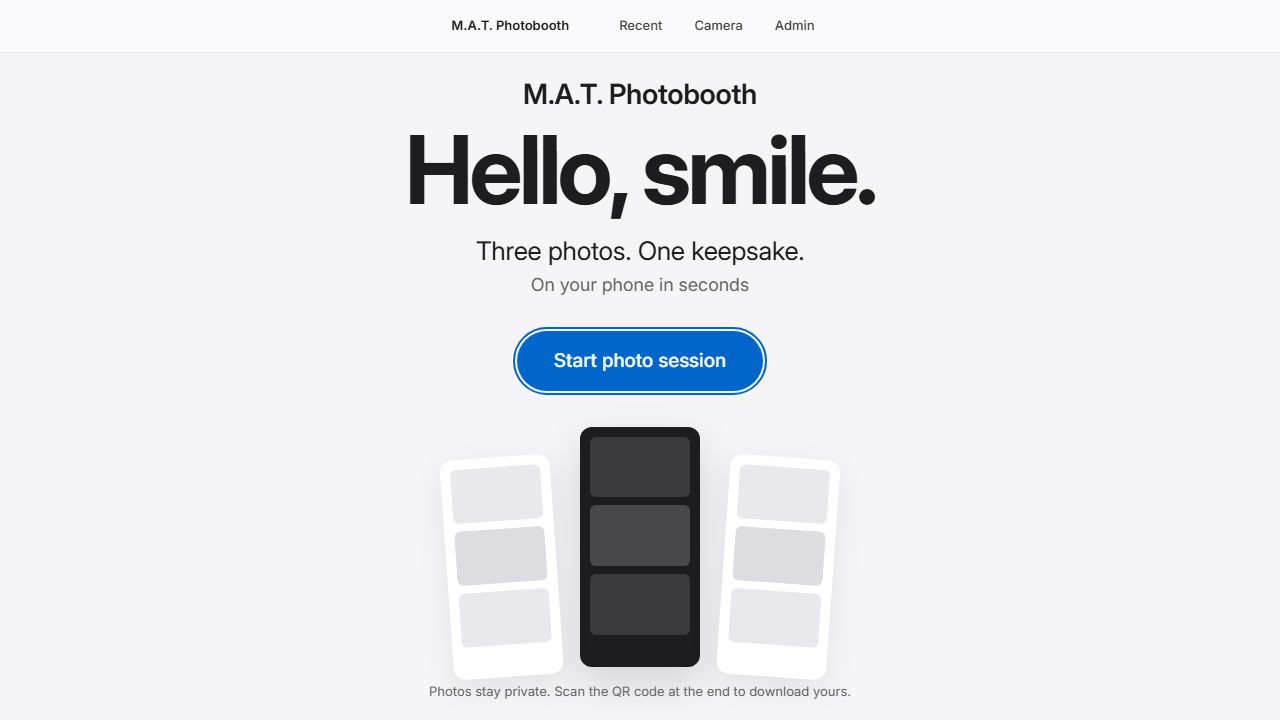 M.A.T. Photobooth Recent Camera Admin
M.A.T. Photobooth
Hello, smile.
Three photos. One keepsake.
On your phone in seconds
Start photo session
Photos stay private. Scan the QR code at the end to download yours.